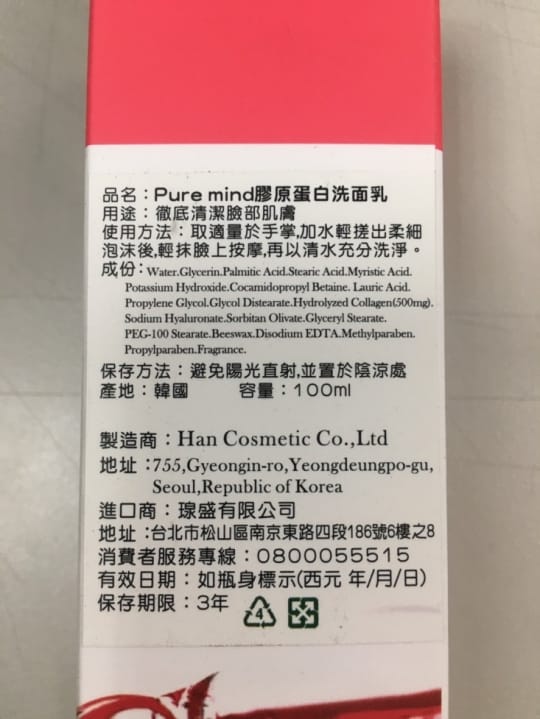 品名：Pure mind膠原蛋白洗面乳
用途：徹底清潔臉部肌膚
使用方法：取適量於手掌,加水輕搓出柔細
泡沫後,輕抹臉上按摩,再以清水充分洗淨。
成份：Water.Glycerin.Palmitic Acid.Stearic Acid.Myristic Acid.
Potassium Hydroxide.Cocamidopropyl Betaine. Lauric Acid.
Propylene Glycol.Glycol Distearate.Hydrolyzed Collagen(500mg).
Sodium Hyaluronate.Sorbitan Olivate.Glyceryl Stearate.
PEG-100 Stearate.Beeswax.Disodium EDTA.Methylparaben.
Propylparaben.Fragrance.
保存方法：避免陽光直射,並置於陰涼處
產地：韓國 容量：100ml
製造商：Han Cosmetic Co.,Ltd
地址:755,Gyeongin-ro,Yeongdeungpo-gu,
Seoul,Republic of Korea
進口商：瑔盛有限公司
地址:台北市松山區南京東路四段186號6樓之8
消費者服務專線：0800055515
有效日期：如瓶身標示(西元 年/月/日)
保存期限：3年
4